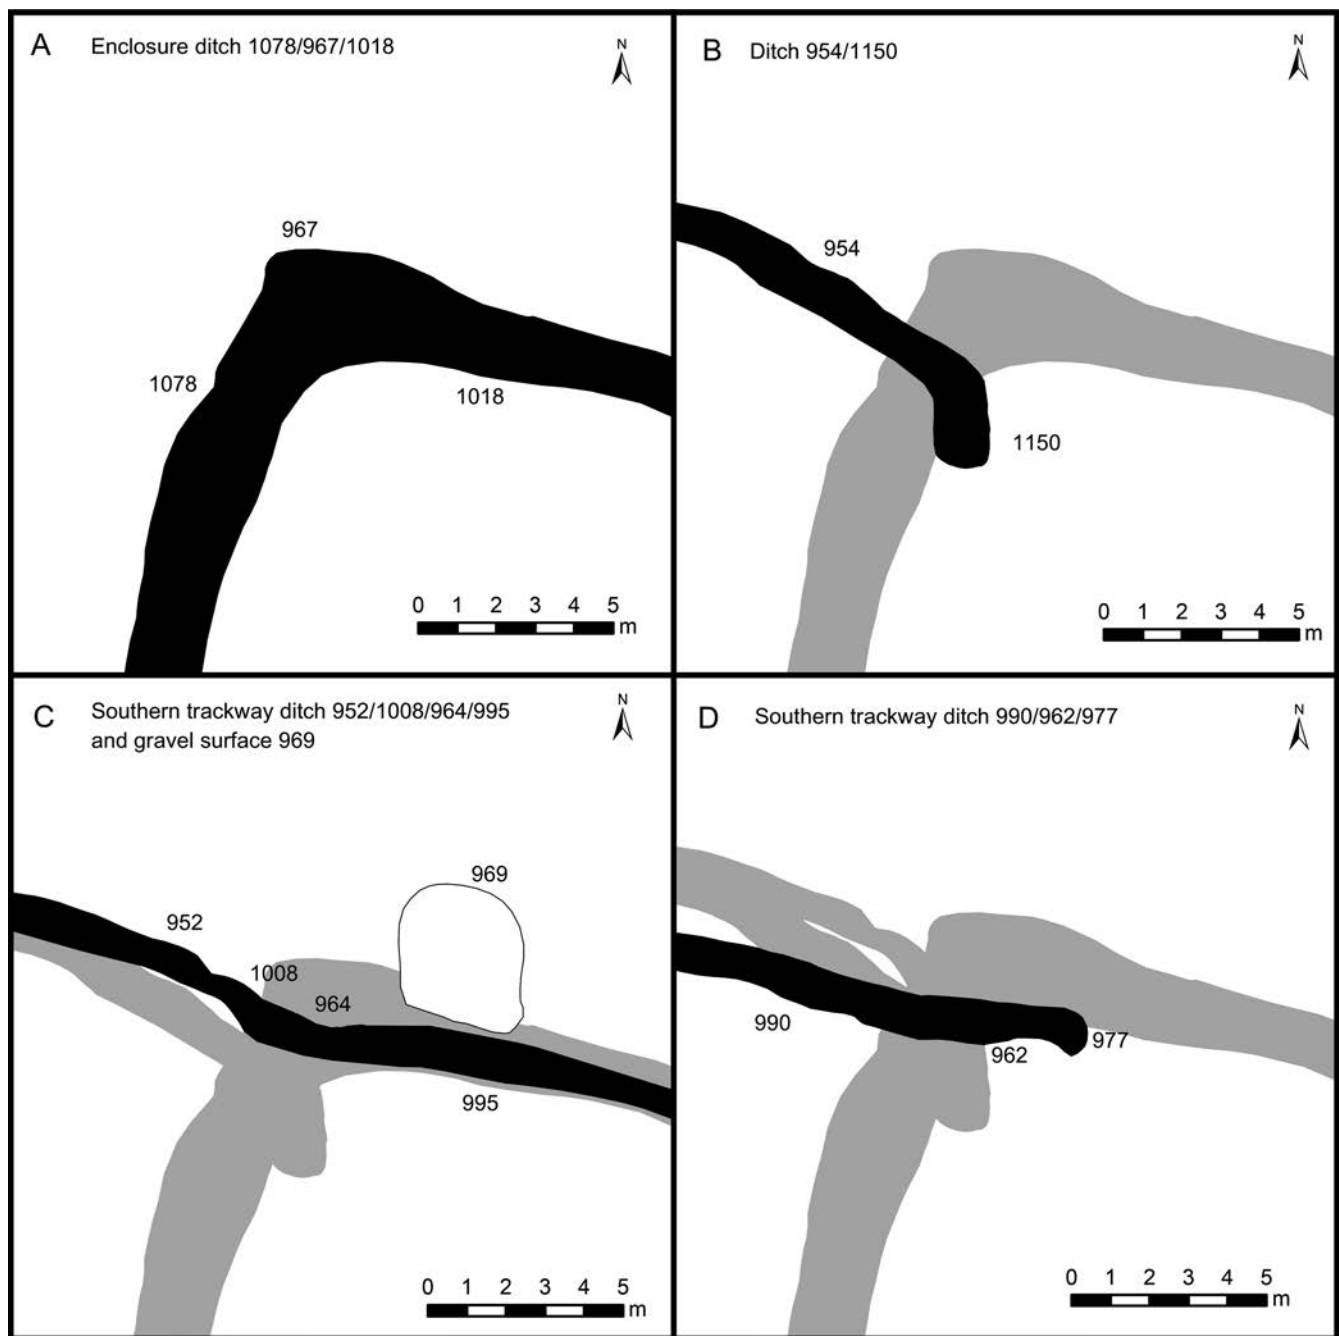 A Enclosure ditch 1078/967/1018
N
967
1078
1018
0 1 2 3 4 5
m
B Ditch 954/1150
N
954
1150
0 1 2 3 4 5
m
C Southern trackway ditch 952/1008/964/995
and gravel surface 969
N
969
952
1008
964
995
0 1 2 3 4 5
m
D Southern trackway ditch 990/962/977
N
990
962
977
0 1 2 3 4 5
m